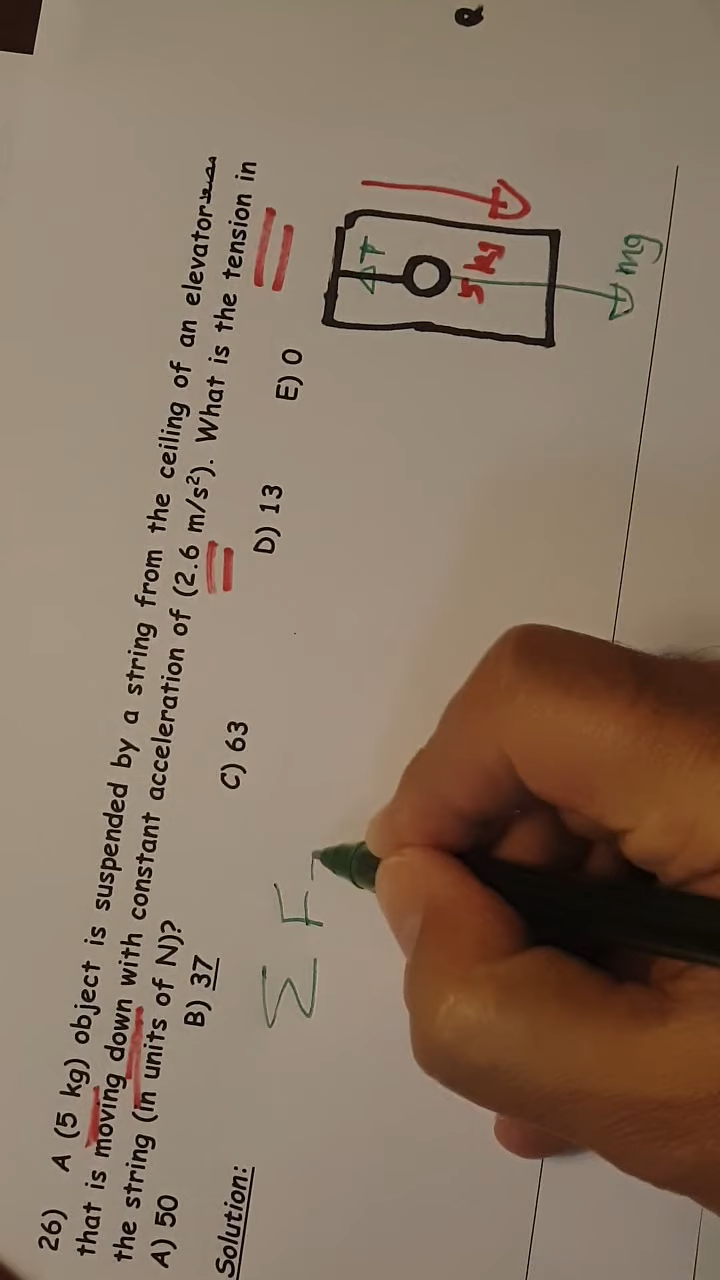 26) A (5 kg) object is suspended by a string from the ceiling of an elevator
that is moving down with constant acceleration of (2.6 m/s²). What is the tension in
the string (in units of N)?
A) 50 B) 37 C) 63 D) 13 E) 0
Solution:
Σ F
T
5 kg
mg